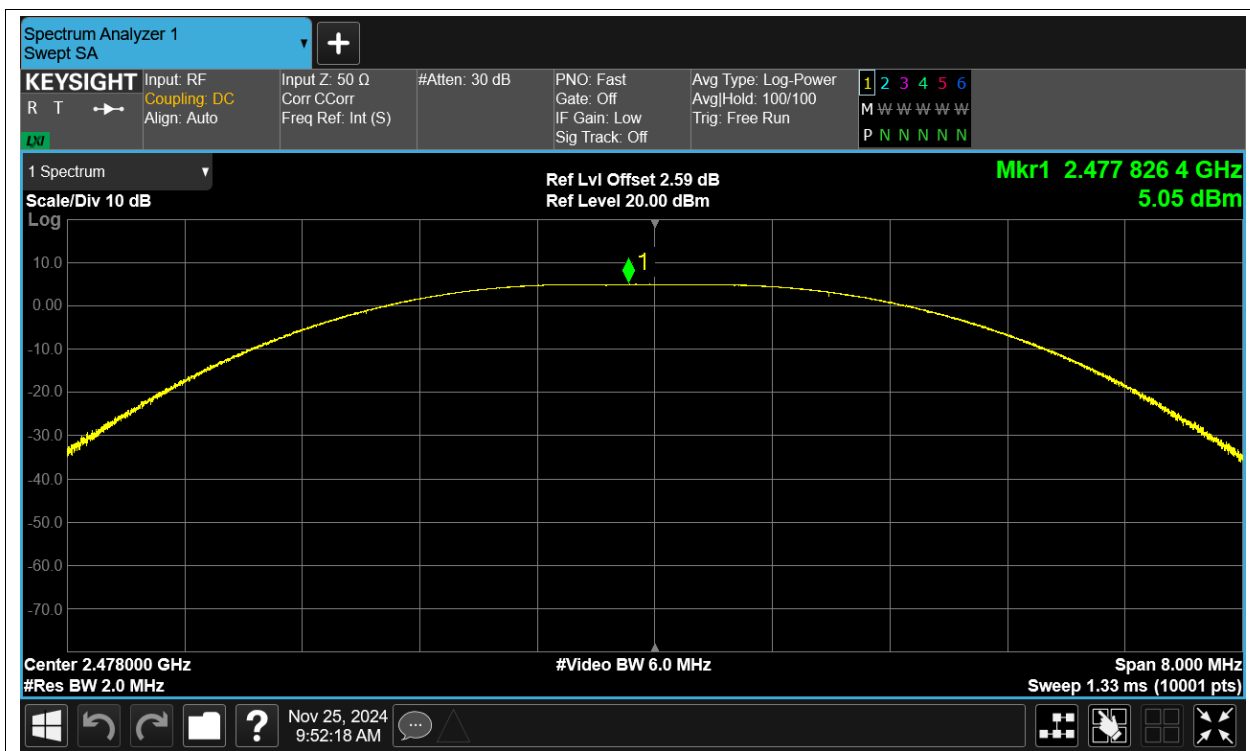 Spectrum Analyzer 1
Swept SA
+
KEYSIGHT
R T
LXI
Input: RF
Coupling: DC
Align: Auto
Input Z: 50 Ω
Corr CCorr
Freq Ref: Int (S)
#Atten: 30 dB
PNO: Fast
Gate: Off
IF Gain: Low
Sig Track: Off
Avg Type: Log-Power
Avg|Hold: 100/100
Trig: Free Run
1 2 3 4 5 6
M W W W W W W
P N N N N N N
1 Spectrum
Scale/Div 10 dB
Log
Ref Lvl Offset 2.59 dB
Ref Level 20.00 dBm
Mkr1 2.477 826 4 GHz
5.05 dBm
1
10.0
0.00
-10.0
-20.0
-30.0
-40.0
-50.0
-60.0
-70.0
Center 2.478000 GHz
#Res BW 2.0 MHz
#Video BW 6.0 MHz
Span 8.000 MHz
Sweep 1.33 ms (10001 pts)
?
Nov 25, 2024
9:52:18 AM